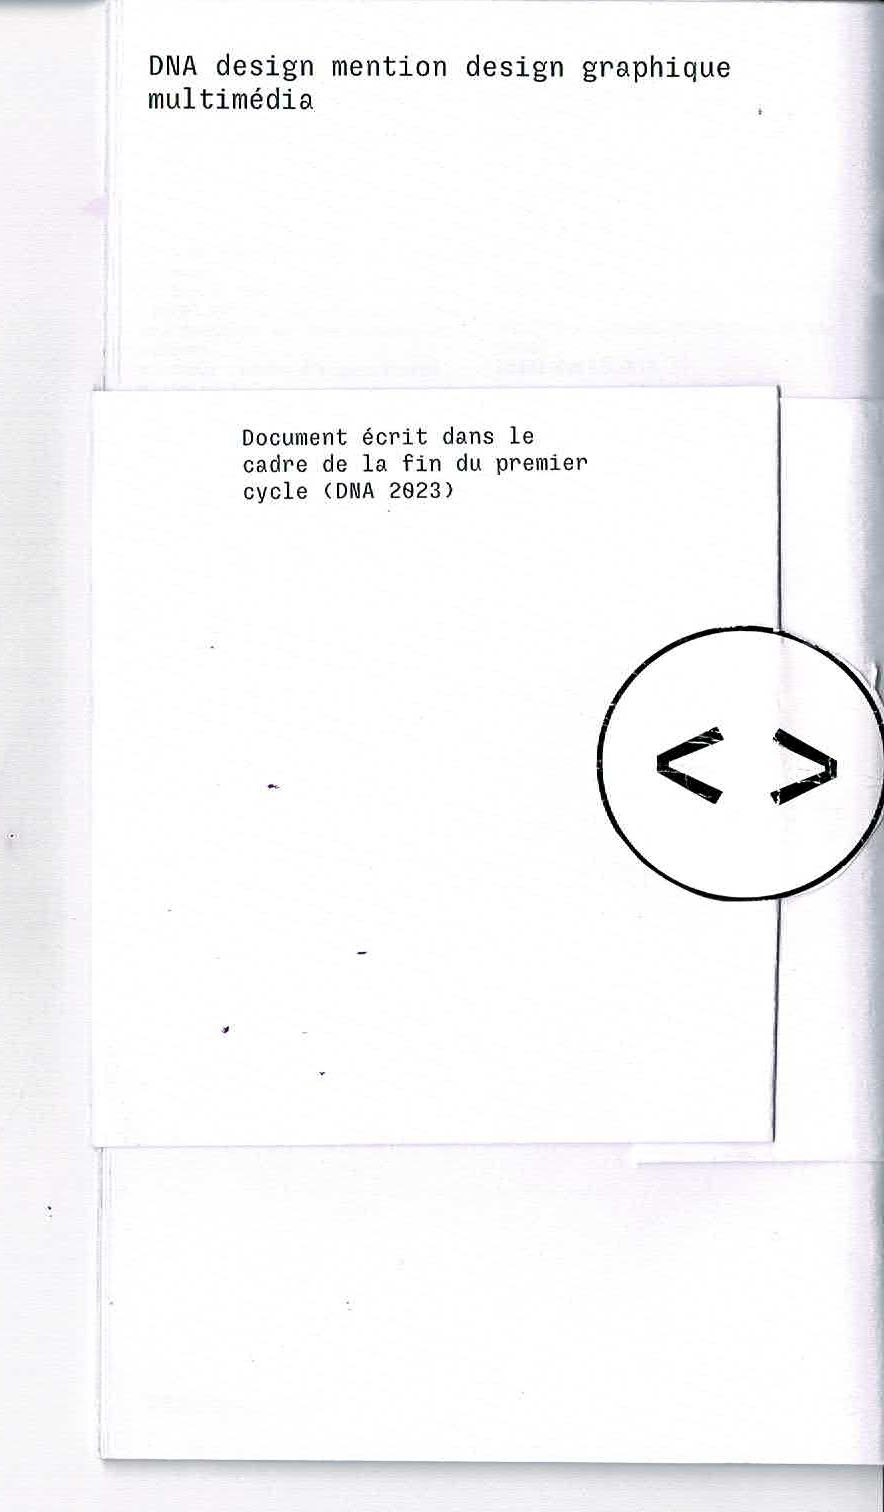 DNA design mention design graphique
multimédia
Document écrit dans le
cadre de la fin du premier
cycle (DNA 2023)
< >